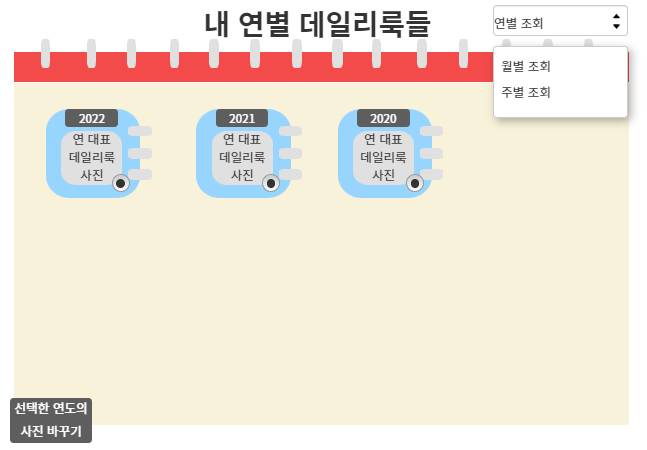 내 연별 데일리룩들
연별 조회
월별 조회
주별 조회
2022
연 대표
데일리룩
사진
2021
연 대표
데일리룩
사진
2020
연 대표
데일리룩
사진
선택한 연도의
사진 바꾸기